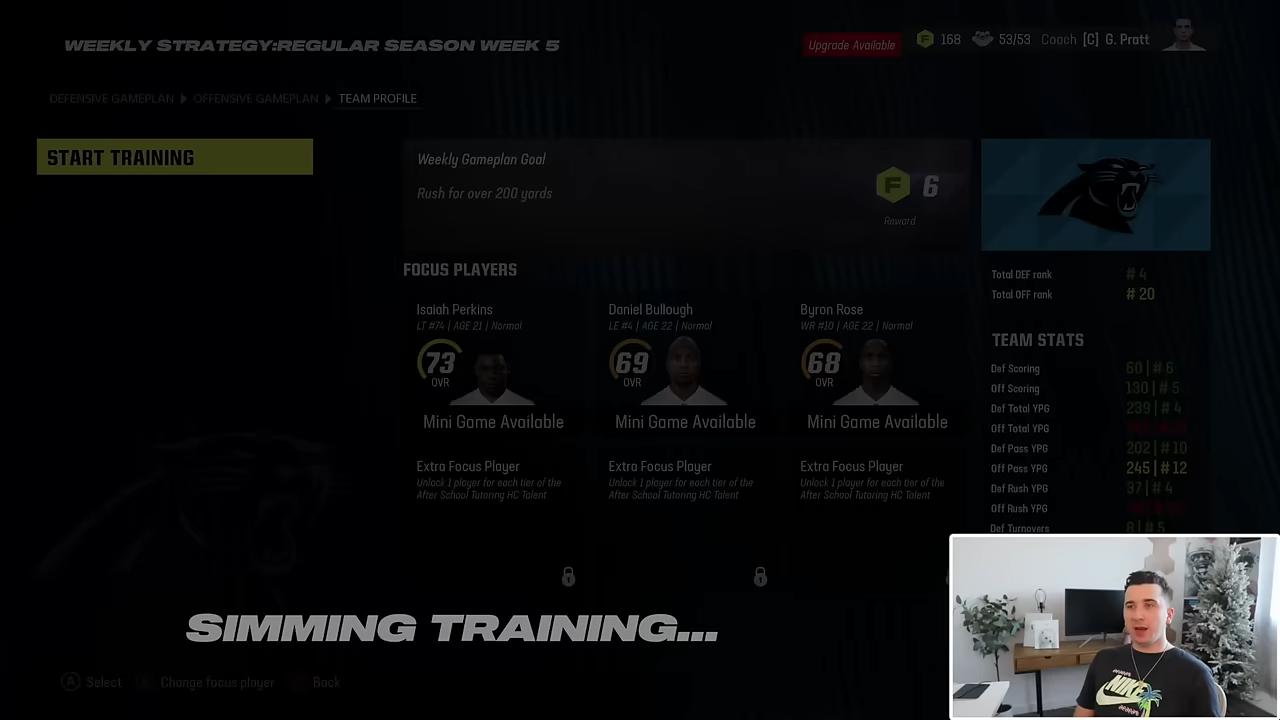 WEEKLY STRATEGY:REGULAR SEASON WEEK 5
Upgrade Available
F 168
53/53
Coach [C] G. Pratt
DEFENSIVE GAMEPLAN
OFFENSIVE GAMEPLAN
TEAM PROFILE
START TRAINING
Weekly Gameplan Goal
Rush for over 200 yards
F 6
Reward
FOCUS PLAYERS
Isaiah Perkins
LT #74 | AGE 21 | Normal
73
OVR
Mini Game Available
Extra Focus Player
Unlock 1 player for each tier of the
After School Tutoring HC Talent
Daniel Bullough
LE #4 | AGE 22 | Normal
69
OVR
Mini Game Available
Extra Focus Player
Unlock 1 player for each tier of the
After School Tutoring HC Talent
Byron Rose
WR #10 | AGE 22 | Normal
68
OVR
Mini Game Available
Extra Focus Player
Unlock 1 player for each tier of the
After School Tutoring HC Talent
Total DEF rank # 4
Total OFF rank # 20
TEAM STATS
Def Scoring 60 | # 6
Off Scoring 130 | # 5
Def Total YPG 239 | # 4
Off Total YPG
Def Pass YPG 202 | # 10
Off Pass YPG 245 | # 12
Def Rush YPG 37 | # 4
Off Rush YPG
Def Turnovers 8 | # 5
SIMMING TRAINING...
A Select
Change focus player
Back
NIKE